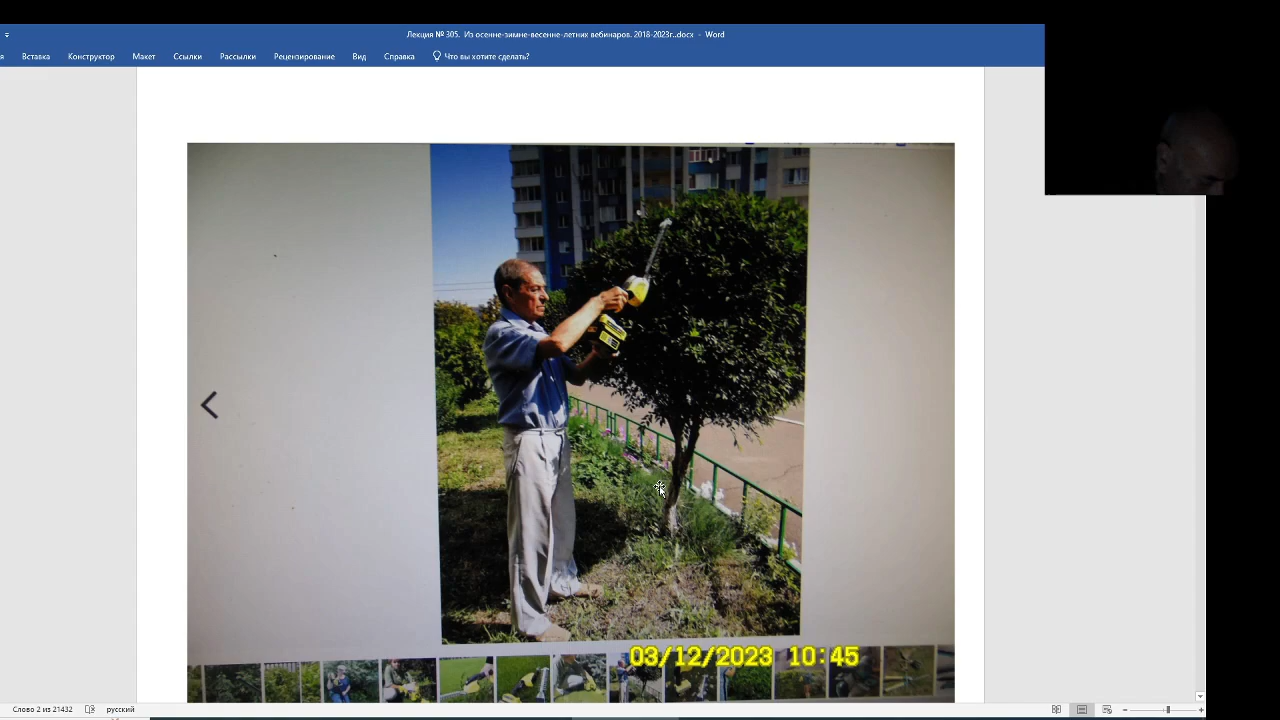 Лекция № 305. Из осенне-зимне-весенне-летних вебинаров. 2018-2023г..docx - Word
я Вставка Конструктор Макет Ссылки Рассылки Рецензирование Вид Справка Что вы хотите сделать?
03/12/2023 10:45
Слово 2 из 21432 русский